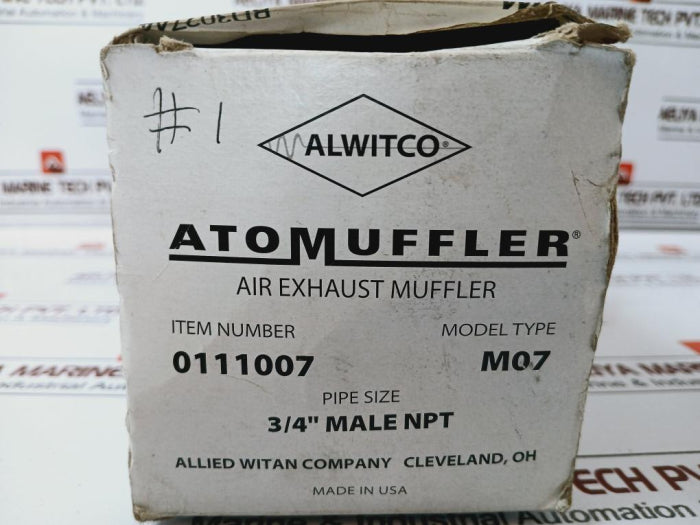 #1
ALWITCO®
ATOMUFFLER®
AIR EXHAUST MUFFLER
ITEM NUMBER MODEL TYPE
0111007 M07
PIPE SIZE
3/4" MALE NPT
ALLIED WITAN COMPANY CLEVELAND, OH
MADE IN USA